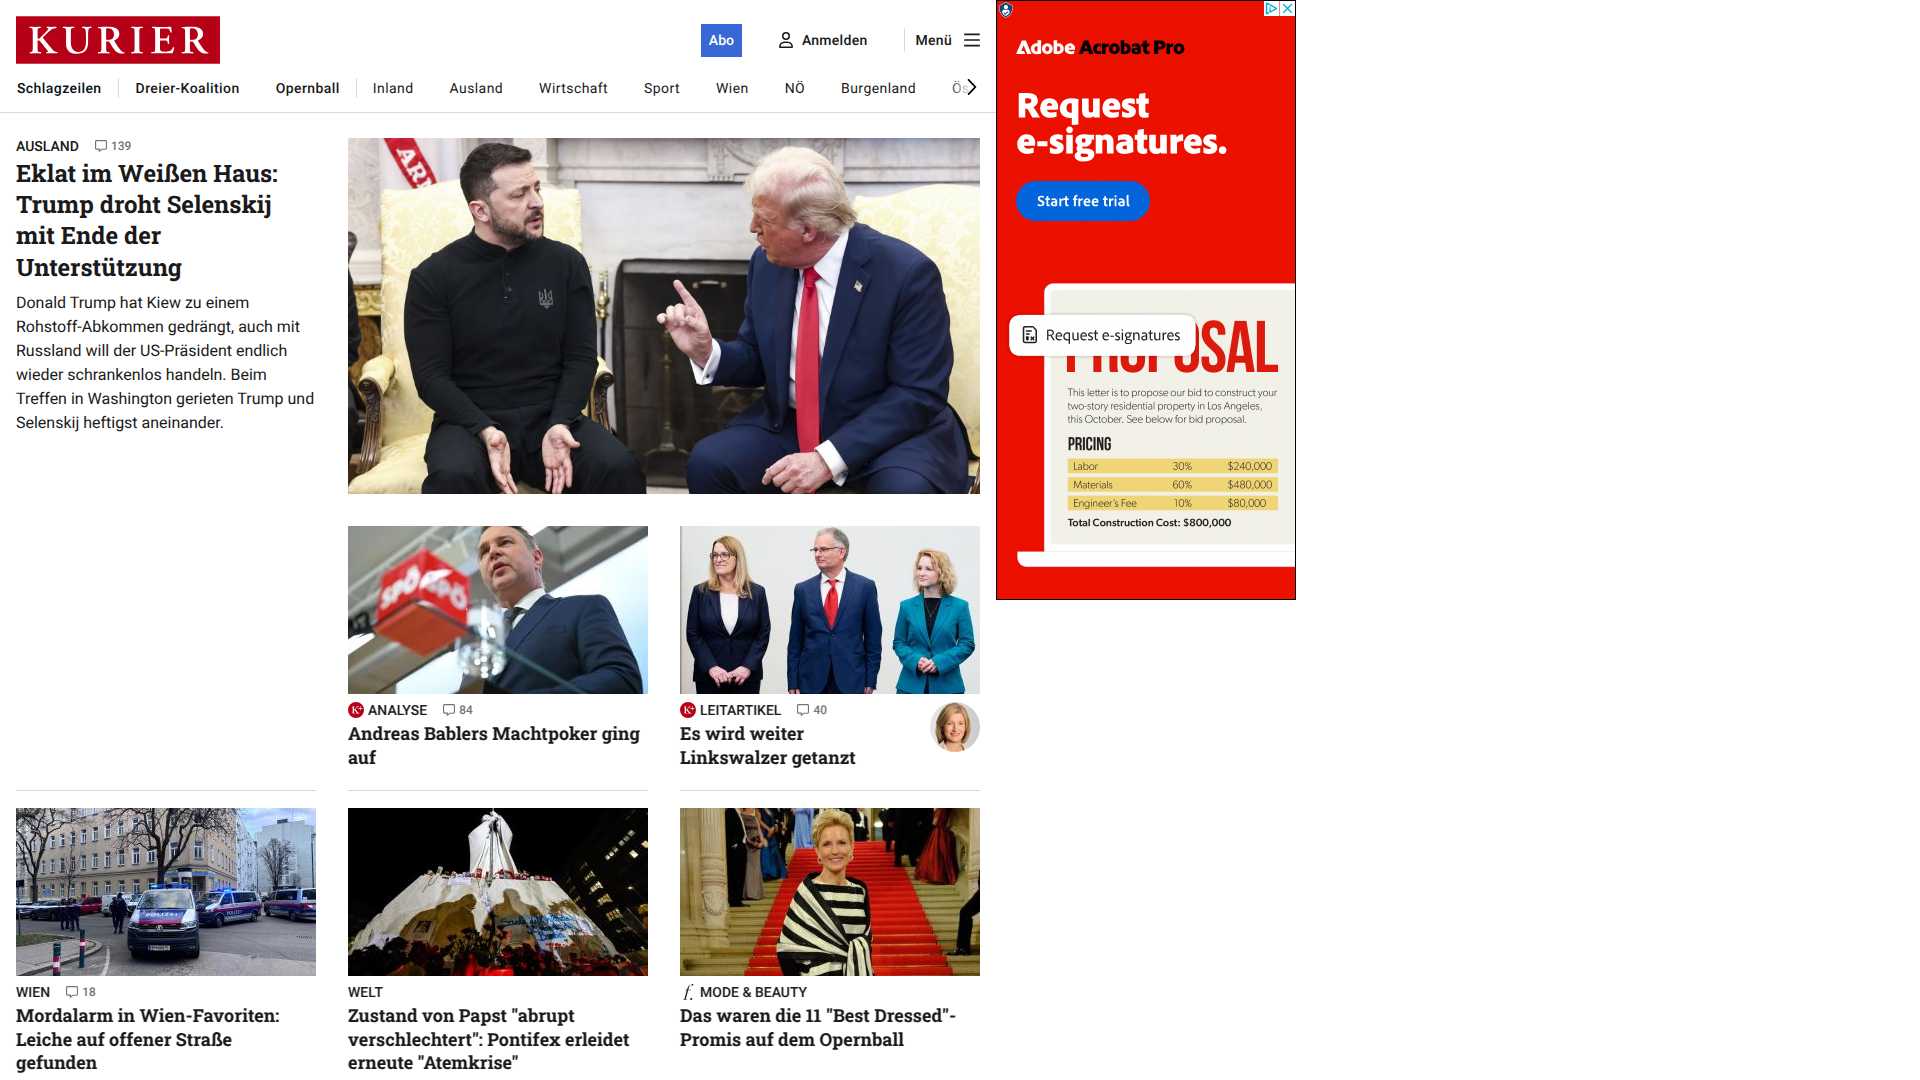 KURIER
Abo
Anmelden
Menü
Schlagzeilen
Dreier-Koalition
Opernball
Inland
Ausland
Wirtschaft
Sport
Wien
NÖ
Burgenland
AUSLAND 139
Eklat im Weißen Haus:
Trump droht Selenskij
mit Ende der
Unterstützung
Donald Trump hat Kiew zu einem
Rohstoff-Abkommen gedrängt, auch mit
Russland will der US-Präsident endlich
wieder schrankenlos handeln. Beim
Treffen in Washington gerieten Trump und
Selenskij heftigst aneinander.
SPÖ SPÖ
K+ ANALYSE 84
Andreas Bablers Machtpoker ging
auf
K+ LEITARTIKEL 40
Es wird weiter
Linkswalzer getanzt
POLIZEI
WIEN 18
Mordalarm in Wien-Favoriten:
Leiche auf offener Straße
gefunden
WELT
Zustand von Papst "abrupt
verschlechtert": Pontifex erleidet
erneute "Atemkrise"
f. MODE & BEAUTY
Das waren die 11 "Best Dressed"-
Promis auf dem Opernball
Adobe Acrobat Pro
Request
e-signatures.
Start free trial
Request e-signatures
PROPOSAL
This letter is to propose our bid to construct your
two-story residential property in Los Angeles,
this October. See below for bid proposal.
PRICING
Labor 30% $240,000
Materials 60% $480,000
Engineer's Fee 10% $80,000
Total Construction Cost: $800,000